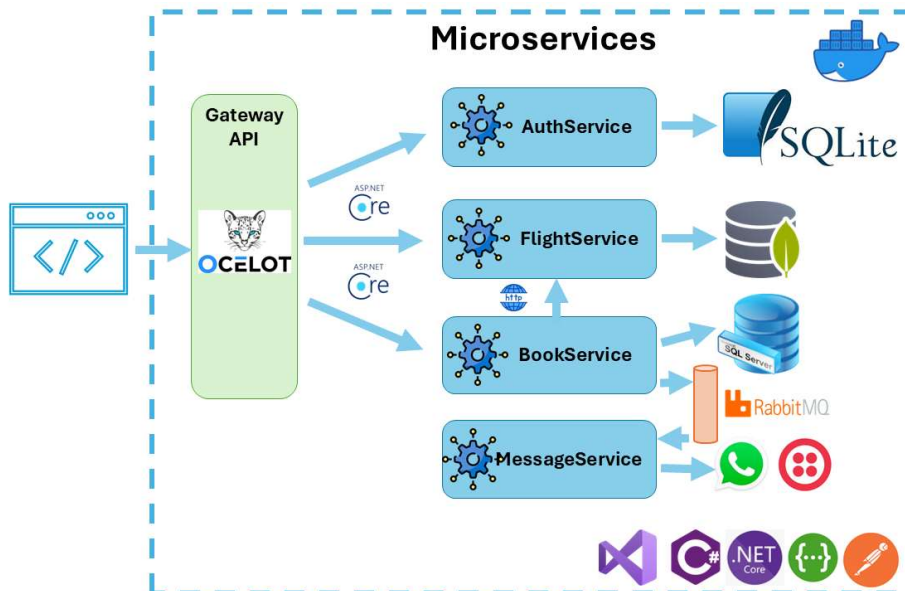 Microservices
Gateway
API
OCELOT
ASP.NET
Core
ASP.NET
Core
AuthService
SQLite
FlightService
http
BookService
SQL Server
RabbitMQ
MessageService
C#
.NET
Core
{...}